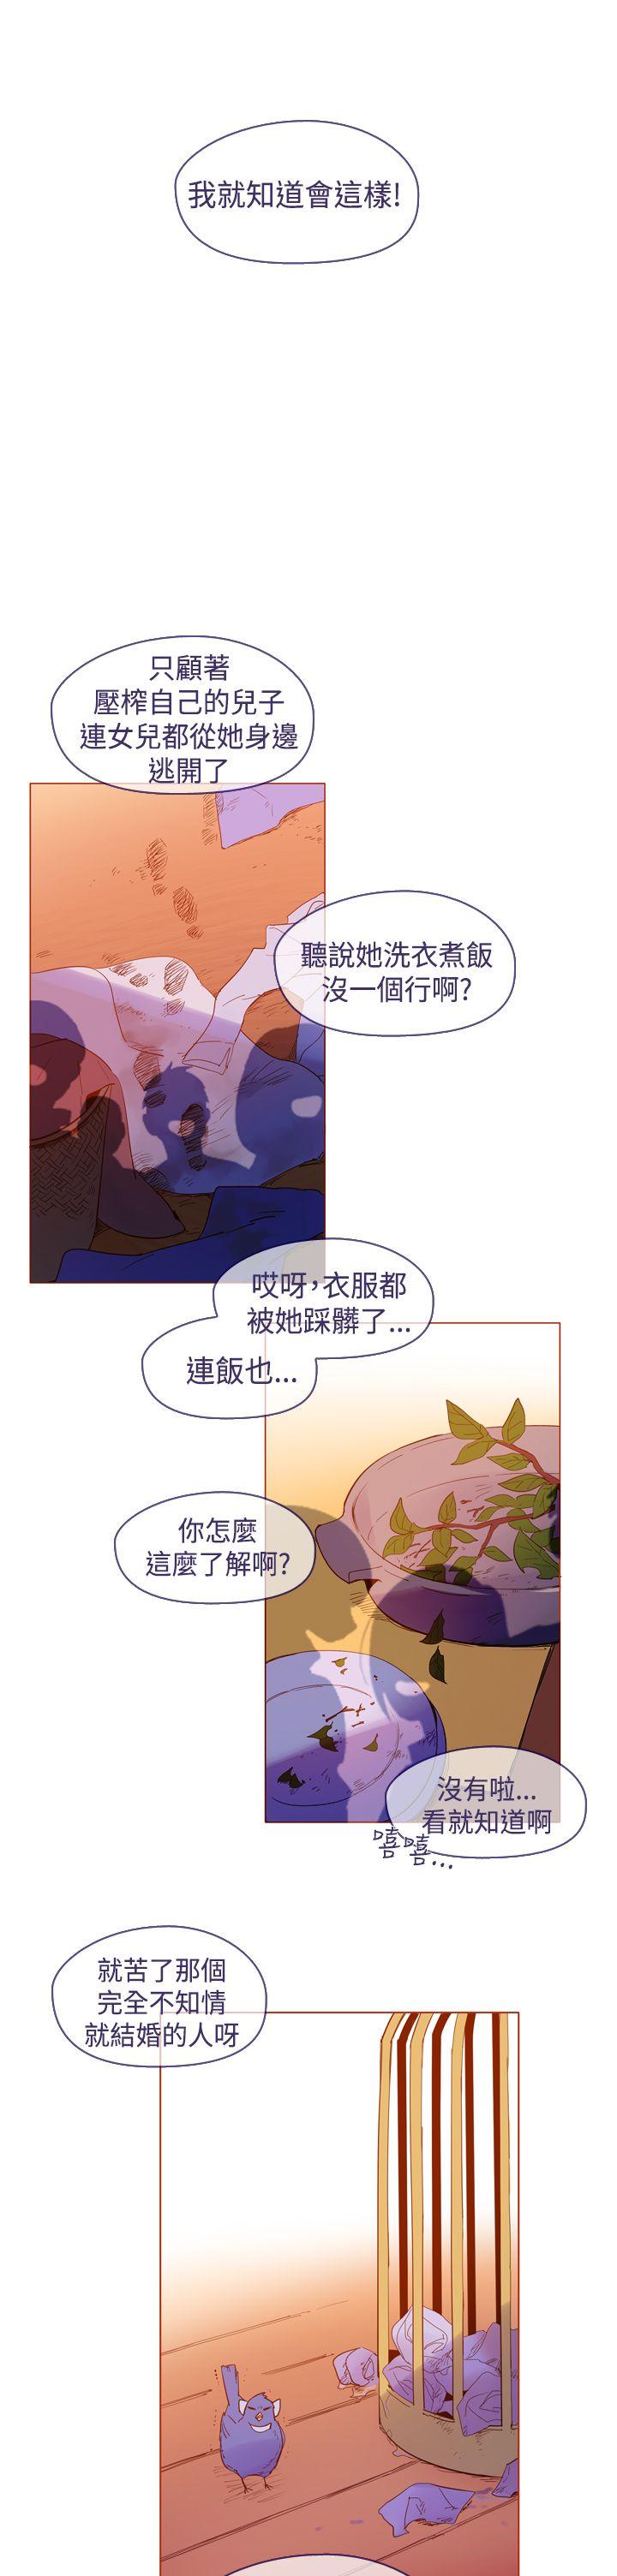 我就知道會這樣!
只顧著
壓榨自己的兒子
連女兒都從她身邊
逃開了
聽說她洗衣煮飯
沒一個行啊?
哎呀,衣服都
被她踩髒了...
連飯也...
你怎麼
這麼了解啊?
沒有啦...
看就知道啊
嘻嘻...
就苦了那個
完全不知情
就結婚的人呀